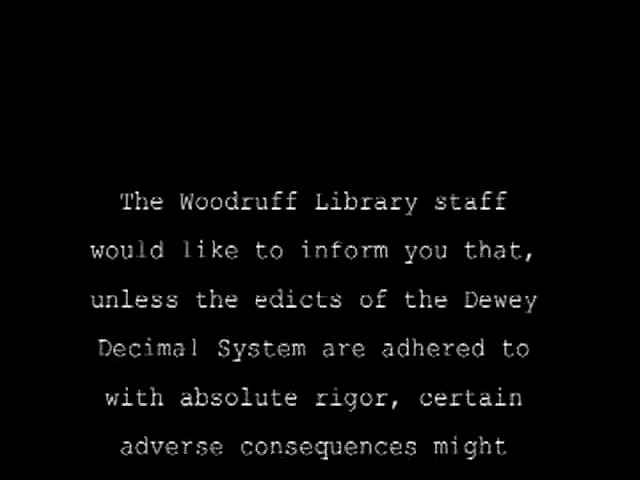 The Woodruff Library staff
would like to inform you that,
unless the edicts of the Dewey
Decimal System are adhered to
with absolute rigor, certain
adverse consequences might